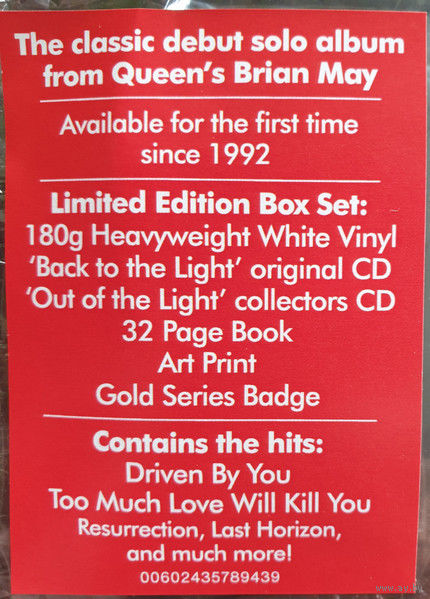 The classic debut solo album
from Queen's Brian May
Available for the first time
since 1992
Limited Edition Box Set:
180g Heavyweight White Vinyl
'Back to the Light' original CD
'Out of the Light' collectors CD
32 Page Book
Art Print
Gold Series Badge
Contains the hits:
Driven By You
Too Much Love Will Kill You
Resurrection, Last Horizon,
and much more!
00602435789439